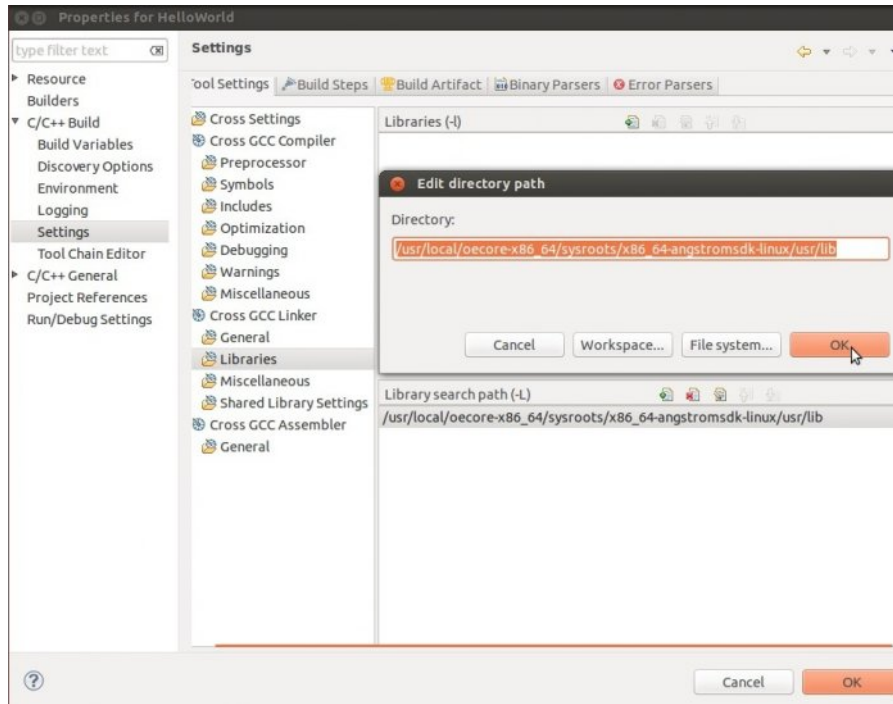 Properties for HelloWorld
type filter text
Resource
Builders
C/C++ Build
Build Variables
Discovery Options
Environment
Logging
Settings
Tool Chain Editor
C/C++ General
Project References
Run/Debug Settings
Settings
ool Settings
Build Steps
Build Artifact
Binary Parsers
Error Parsers
Cross Settings
Cross GCC Compiler
Preprocessor
Symbols
Includes
Optimization
Debugging
Warnings
Miscellaneous
Cross GCC Linker
General
Libraries
Miscellaneous
Shared Library Settings
Cross GCC Assembler
General
Libraries (-l)
Edit directory path
Directory:
/usr/local/oecore-x86_64/sysroots/x86_64-angstromsdk-linux/usr/lib
Cancel
Workspace...
File system...
OK
Library search path (-L)
/usr/local/oecore-x86_64/sysroots/x86_64-angstromsdk-linux/usr/lib
?
Cancel
OK